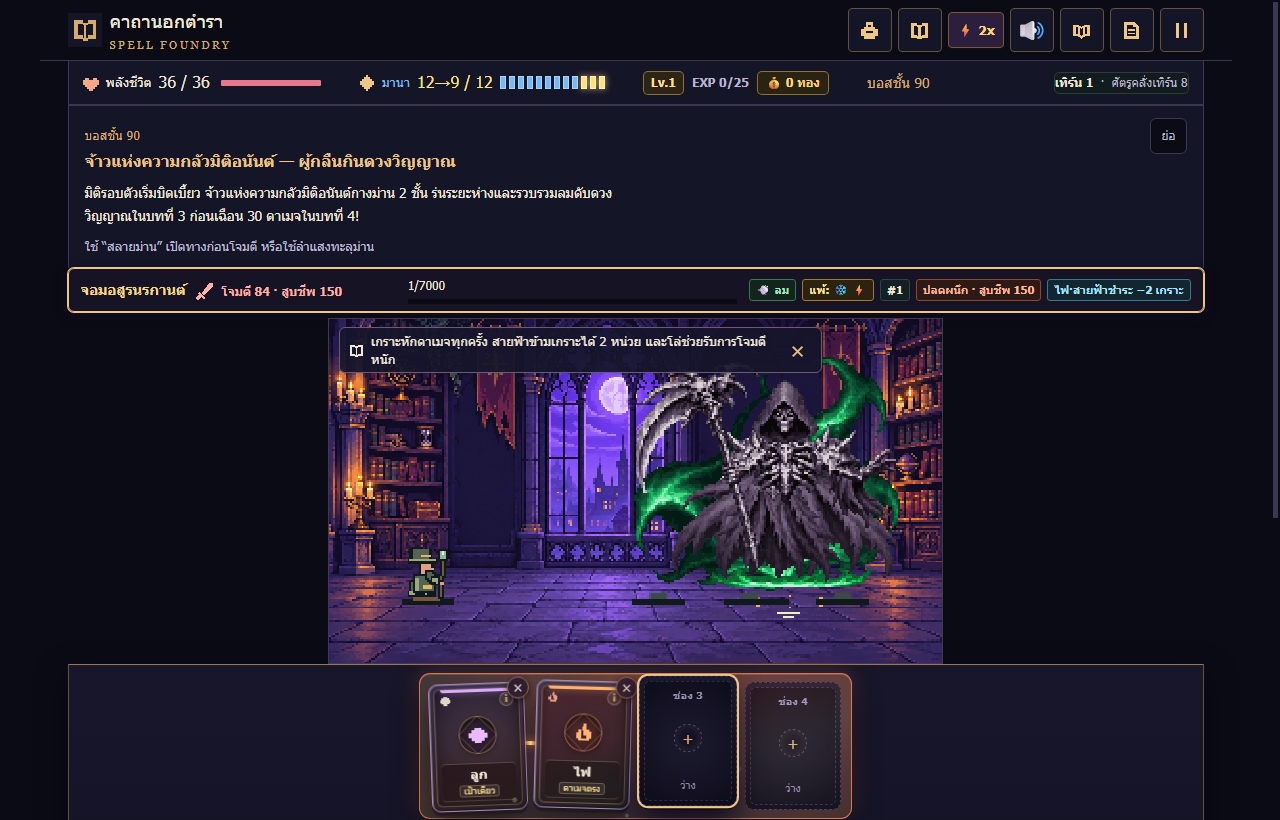 คาถานอกตำรา
SPELL FOUNDRY
2x
พลังชีวิต 36 / 36
มานา 12→9 / 12
Lv.1 EXP 0/25 0 ทอง
บอสชั้น 90
เทิร์น 1 · ศัตรูคลั่งเทิร์น 8
บอสชั้น 90
ย่อ
จ้าวแห่งความกลัวมิติอนันต์ — ผู้กลืนกินดวงวิญญาณ
มิติรอบตัวเริ่มบิดเบี้ยว จ้าวแห่งความกลัวมิติอนันต์กางม่าน 2 ชั้น ร่นระยะห่างและรวบรวมลมดับดวง
วิญญาณในบทที่ 3 ก่อนเฉือน 30 ดาเมจในบทที่ 4!
ใช้ “สลายม่าน” เปิดทางก่อนโจมตี หรือใช้ลำแสงทะลุม่าน
จอมอสูรนรกานต์ โจมตี 84 · สูบชีพ 150 1/7000 ลม แพ้: #1 ปลดผนึก · สูบชีพ 150 ไฟ·สายฟ้าชำระ −2 เกราะ
เกราะหักดาเมจทุกครั้ง สายฟ้าข้ามเกราะได้ 2 หน่วย และโล่ช่วยรับการโจมตี
หนัก
ช่อง 3
ช่อง 4
ลูก
เป้าเดียว
ไฟ
ดาเมจตรง
ว่าง
ว่าง